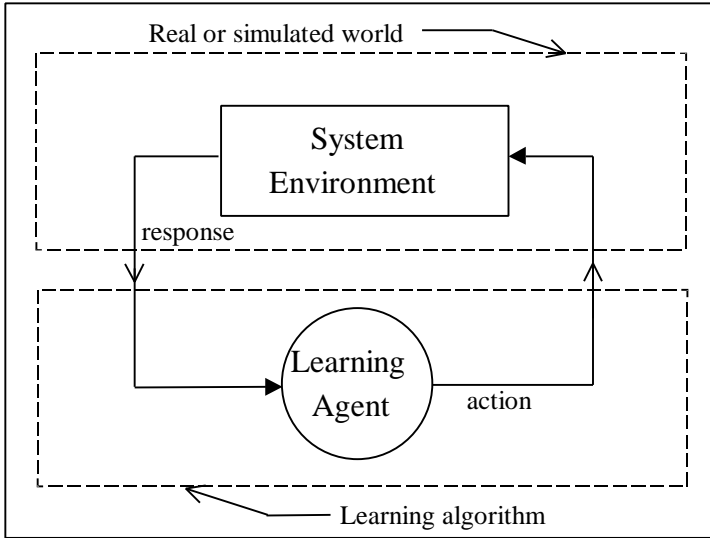 Real or simulated world
System
Environment
response
Learning
Agent
action
Learning algorithm